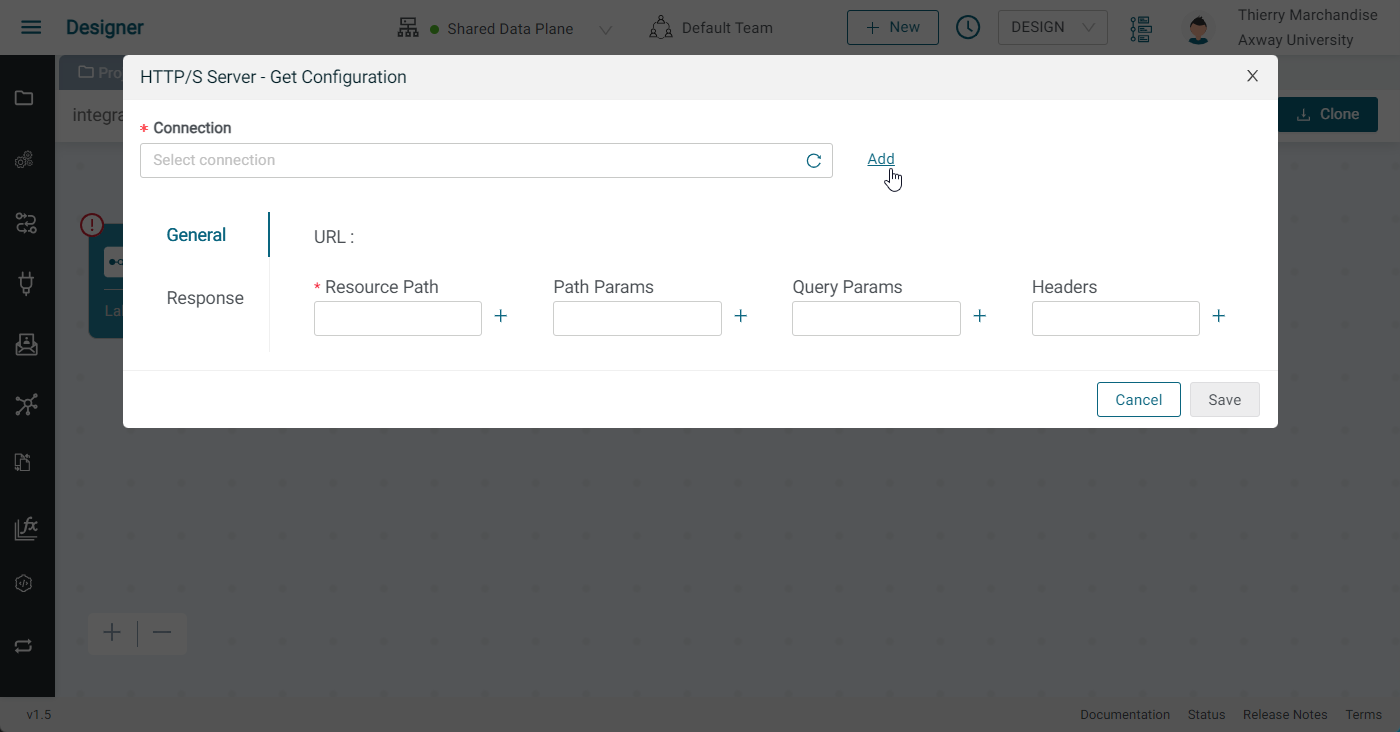 Designer
Shared Data Plane
Default Team
+ New
DESIGN
Thierry Marchandise
Axway University
HTTP/S Server - Get Configuration
X
integra
Clone
* Connection
Select connection
Add
General
URL :
* Resource Path
Path Params
Query Params
Headers
Response
Cancel
Save
v1.5
Documentation
Status
Release Notes
Terms